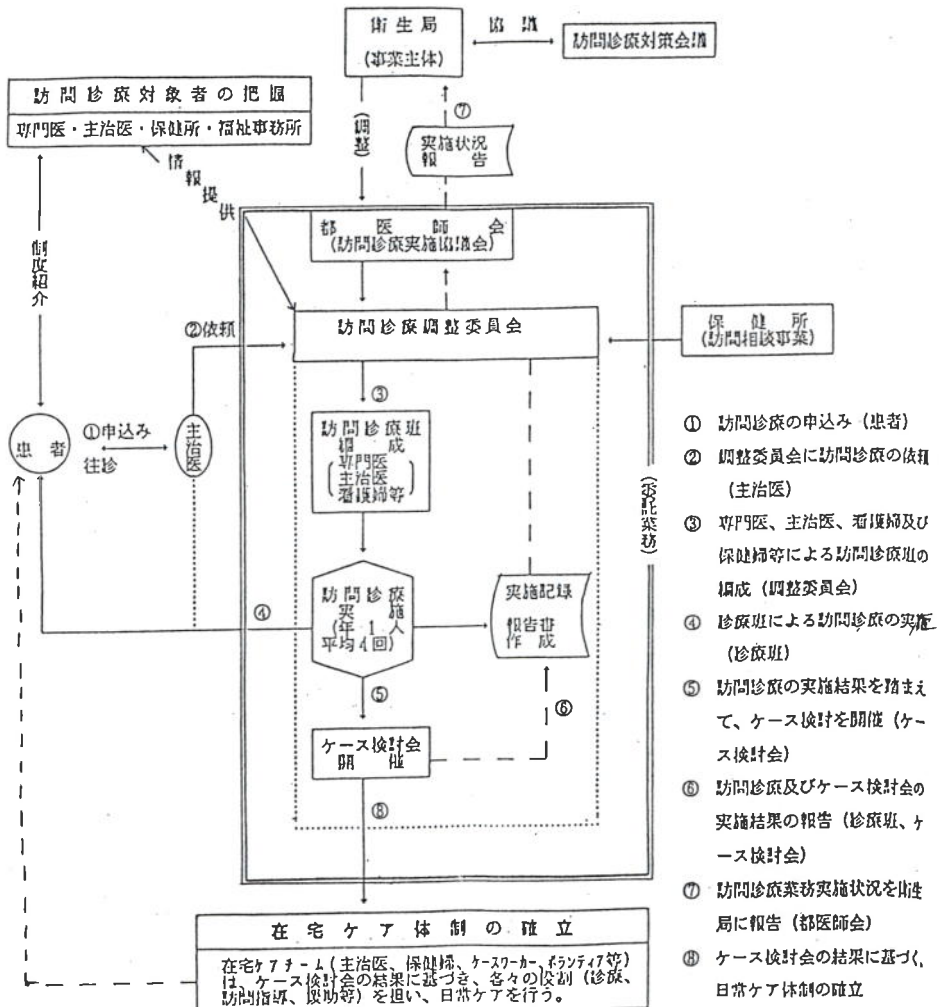 衛生局
(事業主体)
協議
訪問診療対策会議
訪問診療対象者の把握
専門医・主治医・保健所・福祉事務所
(調整)
⑦
実施状況
報告
情報提供
都医師会
(訪問診療実施協議会)
制度紹介
②依頼
訪問診療調整委員会
保健所
(訪問相談事業)
③
患者
①申込み
往診
主治医
訪問診療班
編成
専門医
主治医
看護婦等
(委託業務)
訪問診療
実施
(年1人
平均4回)
④
実施記録
報告書
作成
⑤
⑥
ケース検討会
開催
⑧
在宅ケア体制の確立
在宅ケアチーム(主治医、保健婦、ケースワーカー、ボランティア等)
は、ケース検討会の結果に基づき、各々の役割(診療、
訪問指導、援助等)を担い、日常ケアを行う。
① 訪問診療の申込み(患者)
② 調整委員会に訪問診療の依頼
(主治医)
③ 専門医、主治医、看護婦及び
保健婦等による訪問診療班の
編成(調整委員会)
④ 診療班による訪問診療の実施
(診療班)
⑤ 訪問診療の実施結果を踏まえ
て、ケース検討を開催(ケー
ス検討会)
⑥ 訪問診療及びケース検討会の
実施結果の報告(診療班、ケ
ース検討会)
⑦ 訪問診療業務実施状況を衛生
局に報告(都医師会)
⑧ ケース検討会の結果に基づく、
日常ケア体制の確立